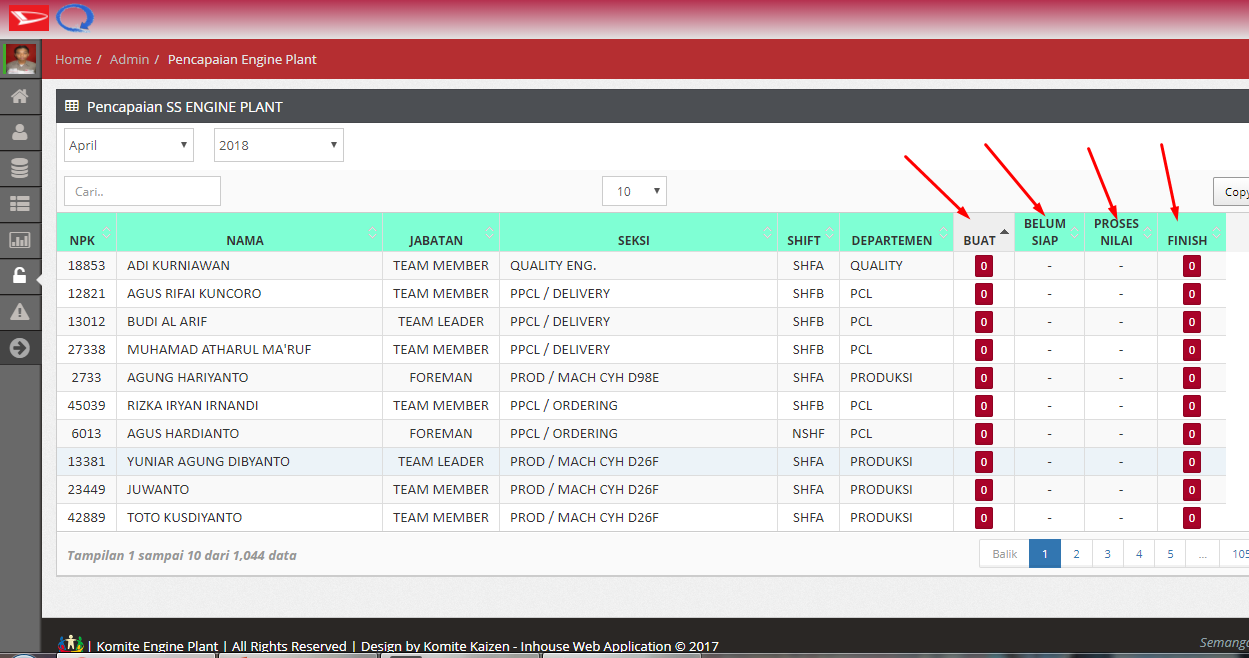 Home / Admin / Pencapaian Engine Plant
Pencapaian SS ENGINE PLANT
April 2018
Cari.. 10 Copy
NPK NAMA JABATAN SEKSI SHIFT DEPARTEMEN BUAT BELUM SIAP PROSES NILAI FINISH
18853 ADI KURNIAWAN TEAM MEMBER QUALITY ENG. SHFA QUALITY 0 - - 0
12821 AGUS RIFAI KUNCORO TEAM MEMBER PPCL / DELIVERY SHFB PCL 0 - - 0
13012 BUDI AL ARIF TEAM LEADER PPCL / DELIVERY SHFB PCL 0 - - 0
27338 MUHAMAD ATHARUL MA'RUF TEAM MEMBER PPCL / DELIVERY SHFB PCL 0 - - 0
2733 AGUNG HARIYANTO FOREMAN PROD / MACH CYH D98E SHFA PRODUKSI 0 - - 0
45039 RIZKA IRYAN IRNANDI TEAM MEMBER PPCL / ORDERING SHFB PCL 0 - - 0
6013 AGUS HARDIANTO FOREMAN PPCL / ORDERING NSHF PCL 0 - - 0
13381 YUNIAR AGUNG DIBYANTO TEAM LEADER PROD / MACH CYH D26F SHFA PRODUKSI 0 - - 0
23449 JUWANTO TEAM MEMBER PROD / MACH CYH D26F SHFA PRODUKSI 0 - - 0
42889 TOTO KUSDIYANTO TEAM MEMBER PROD / MACH CYH D26F SHFA PRODUKSI 0 - - 0
Tampilan 1 sampai 10 dari 1,044 data Balik 1 2 3 4 5 ... 105
| Komite Engine Plant | All Rights Reserved | Design by Komite Kaizen - Inhouse Web Application © 2017 Semanga